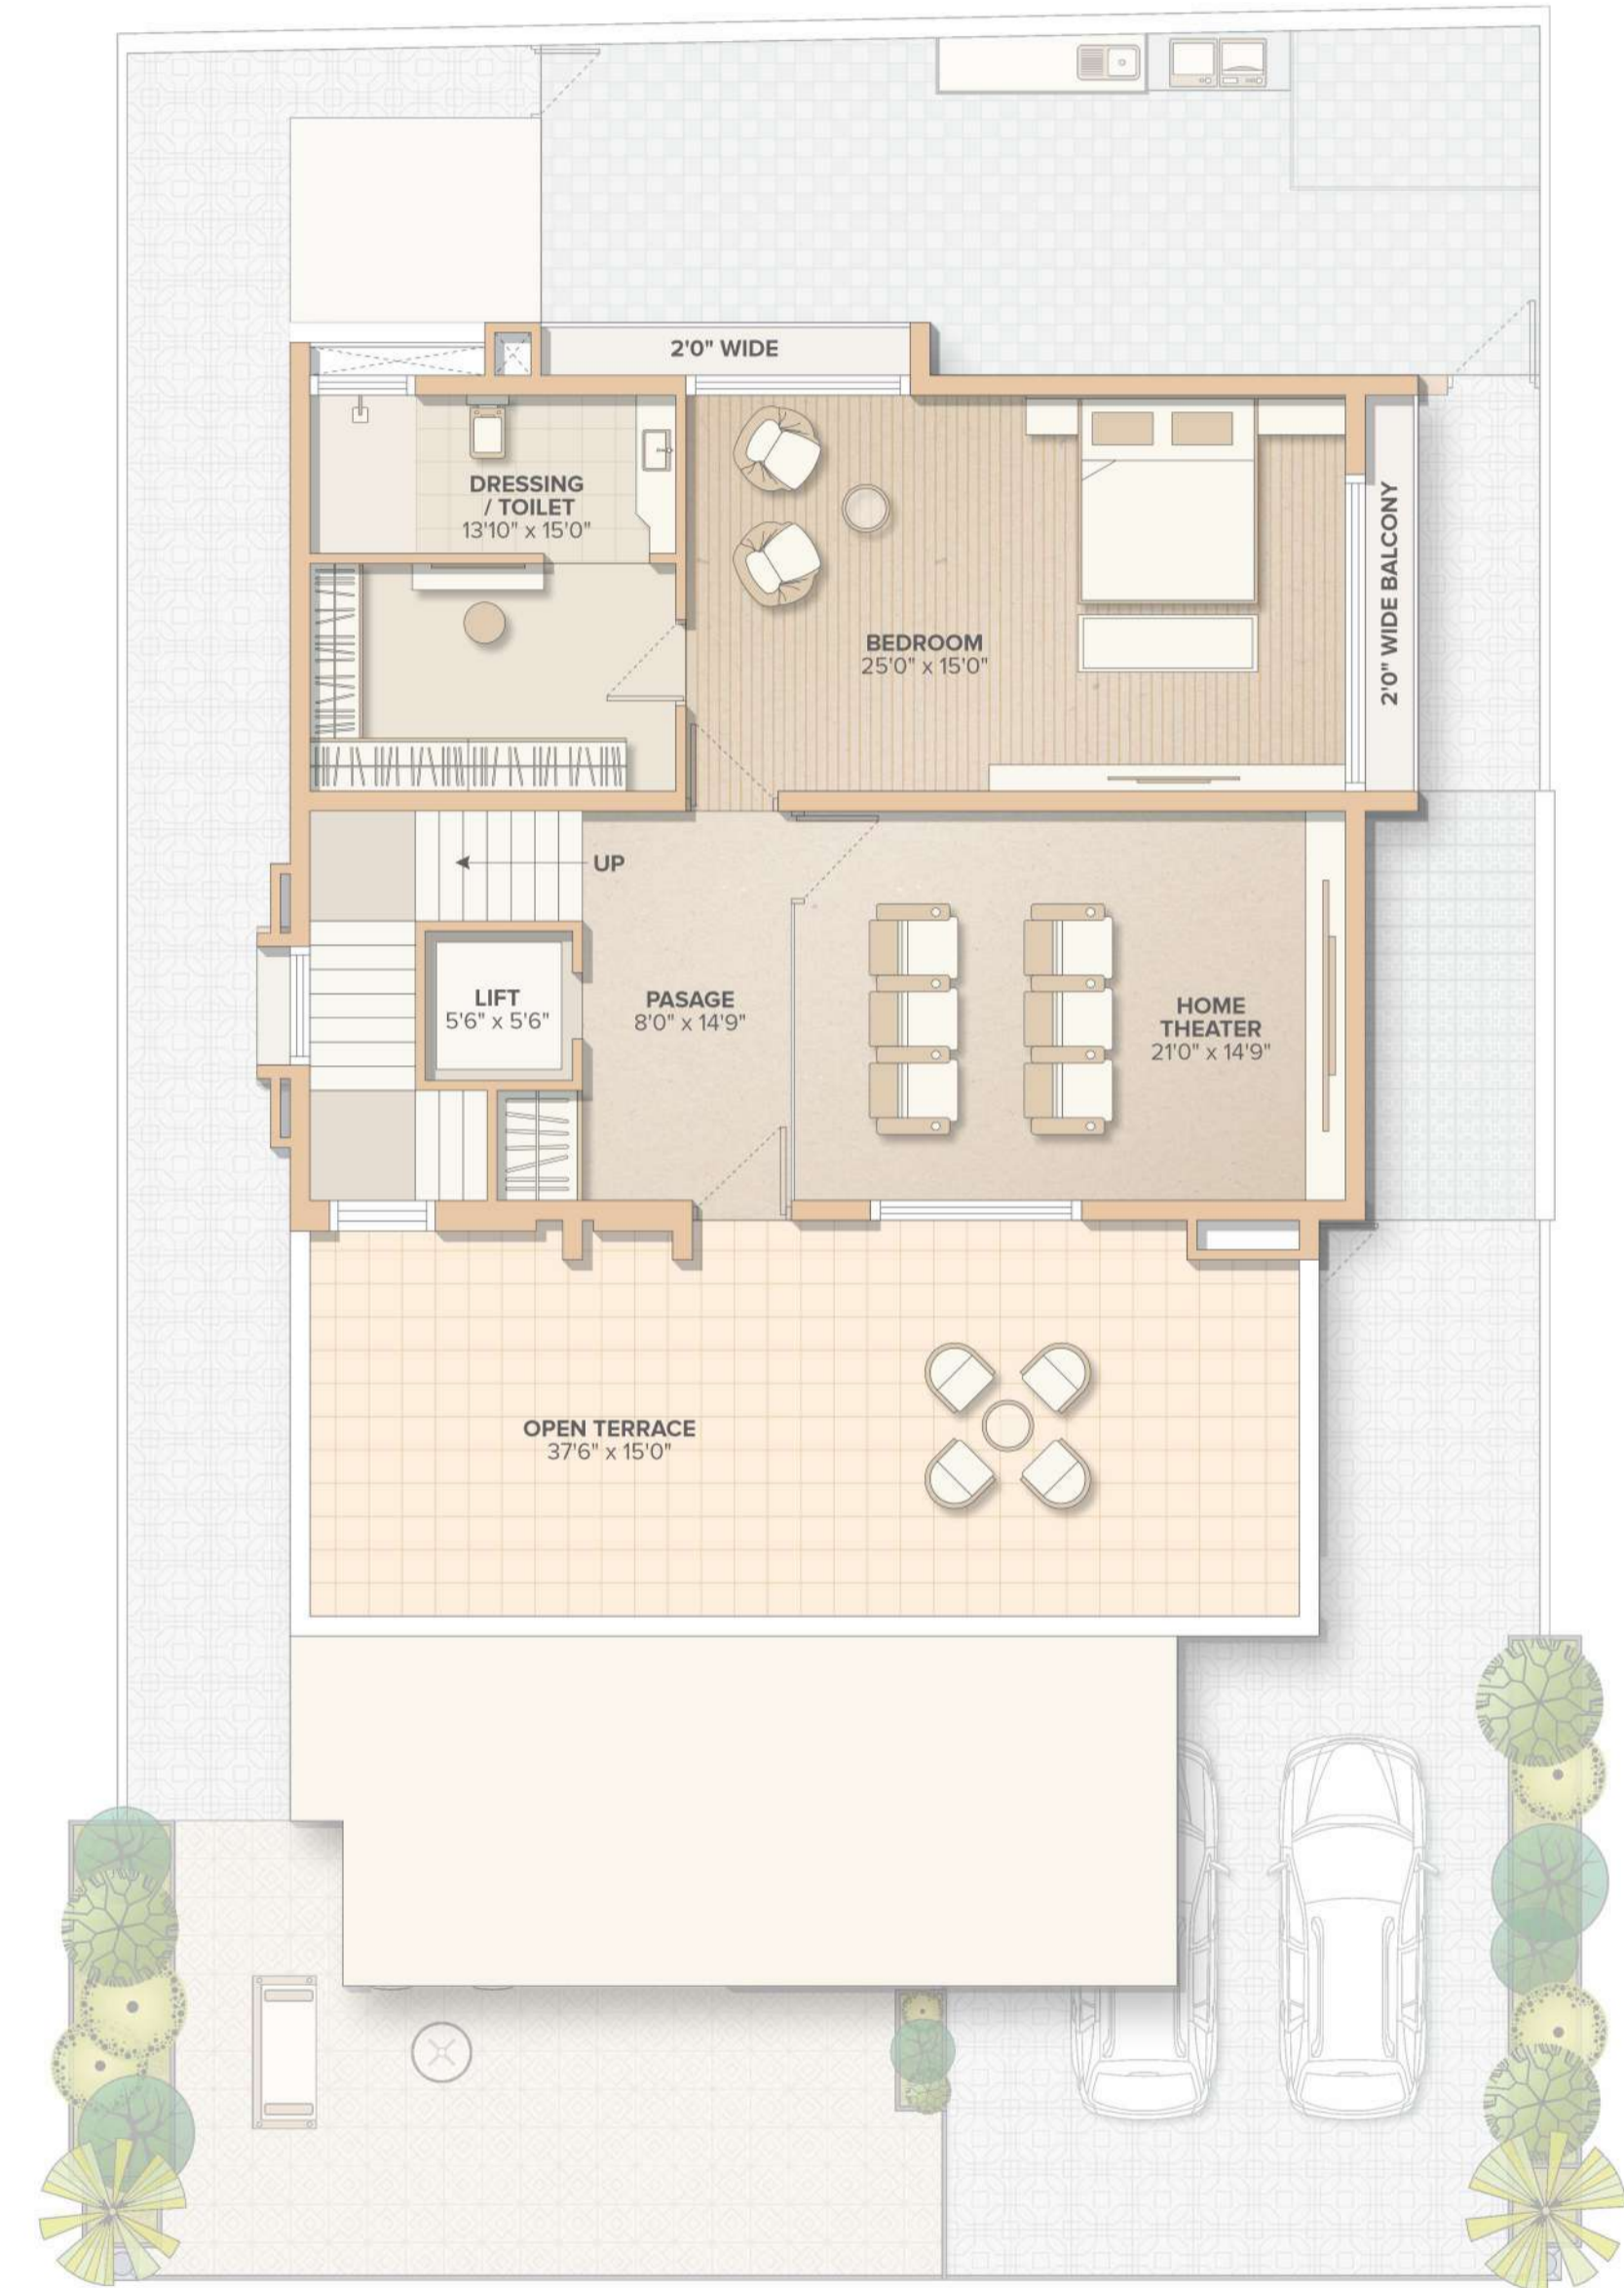 2'0" WIDE
DRESSING
/ TOILET
13'10" x 15'0"
BEDROOM
25'0" x 15'0"
2'0" WIDE BALCONY
UP
LIFT
5'6" x 5'6"
PASAGE
8'0" x 14'9"
HOME
THEATER
21'0" x 14'9"
OPEN TERRACE
37'6" x 15'0"